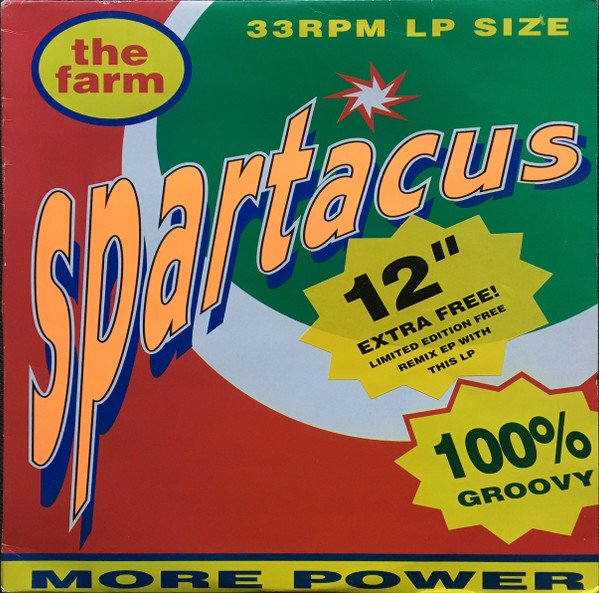 the
farm
33RPM LP SIZE
spartacus
12"
EXTRA FREE!
LIMITED EDITION FREE
REMIX EP WITH
THIS LP
100%
GROOVY
MORE POWER